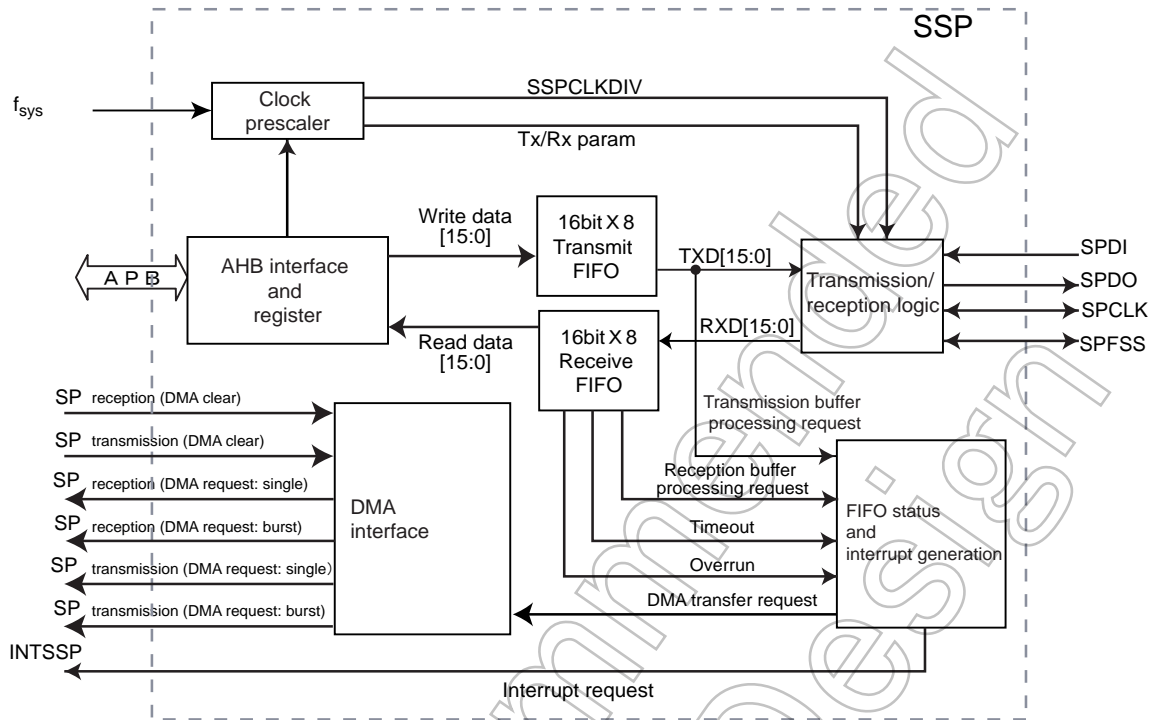 SSP
f_sys
Clock
prescaler
SSPCLKDIV
Tx/Rx param
Write data
[15:0]
16bit X 8
Transmit
FIFO
TXD[15:0]
APB
AHB interface
and
register
Transmission/
reception logic
SPDI
SPDO
SPCLK
SPFSS
Read data
[15:0]
16bit X 8
Receive
FIFO
RXD[15:0]
SP reception (DMA clear)
SP transmission (DMA clear)
SP reception (DMA request: single)
SP reception (DMA request: burst)
SP transmission (DMA request: single)
SP transmission (DMA request: burst)
INTSSP
DMA
interface
Transmission buffer
processing request
Reception buffer
processing request
Timeout
Overrun
DMA transfer request
FIFO status
and
interrupt generation
Interrupt request
mmended
Design